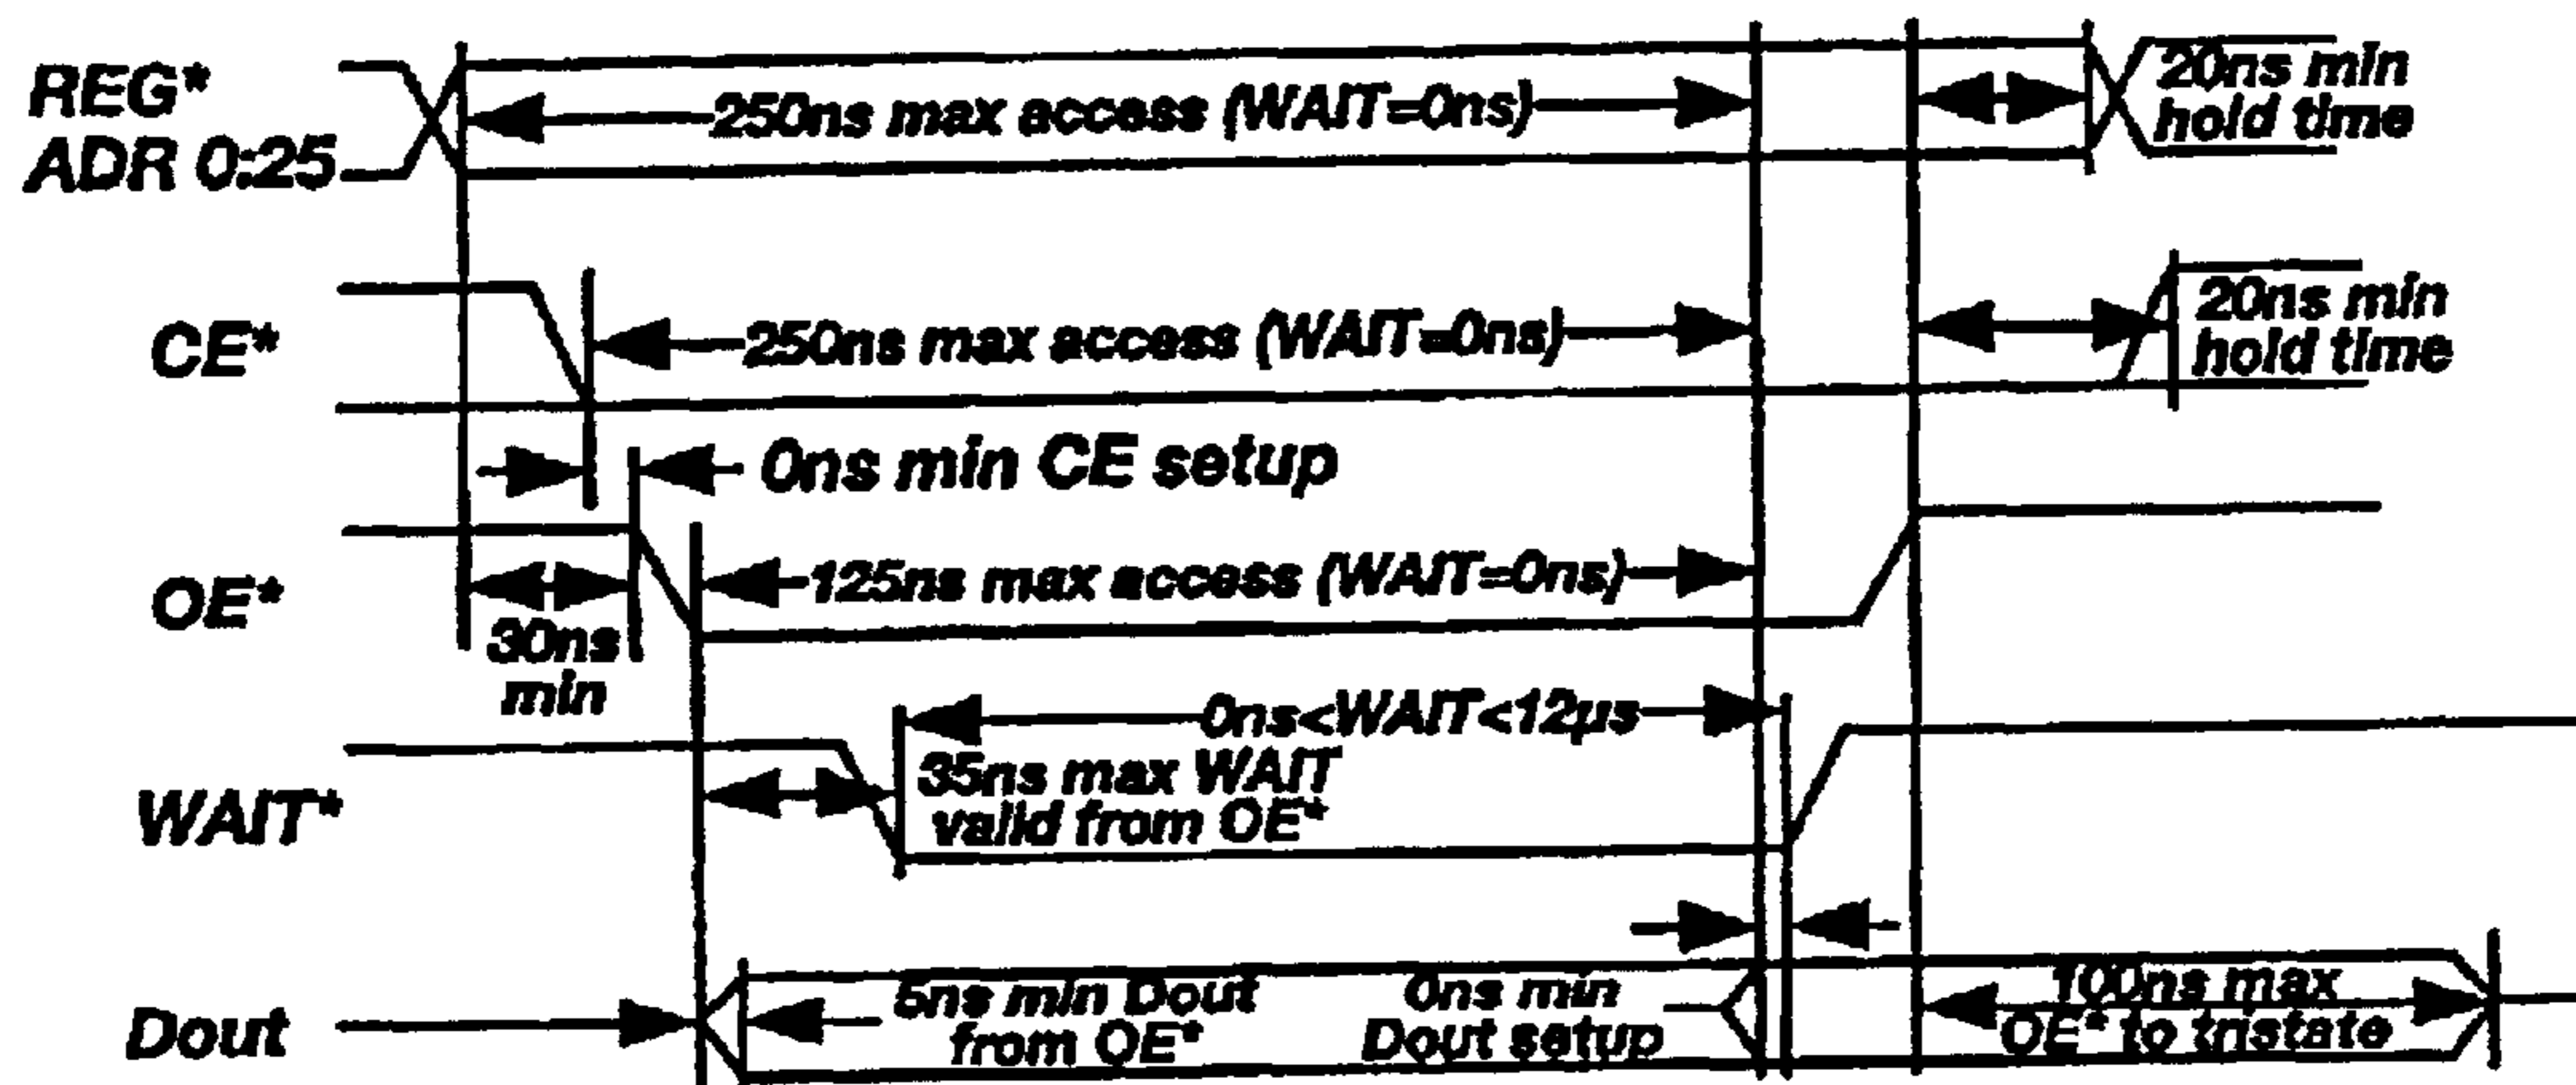 REG*
ADR 0:25
250ns max access (WAIT=0ns)
20ns min
hold time
CE*
250ns max access (WAIT=0ns)
20ns min
hold time
0ns min CE setup
OE*
125ns max access (WAIT=0ns)
30ns
min
0ns<WAIT<12µs
WAIT*
35ns max WAIT
valid from OE*
Dout
5ns min Dout
from OE*
0ns min
Dout setup
100ns max
OE* to tristate